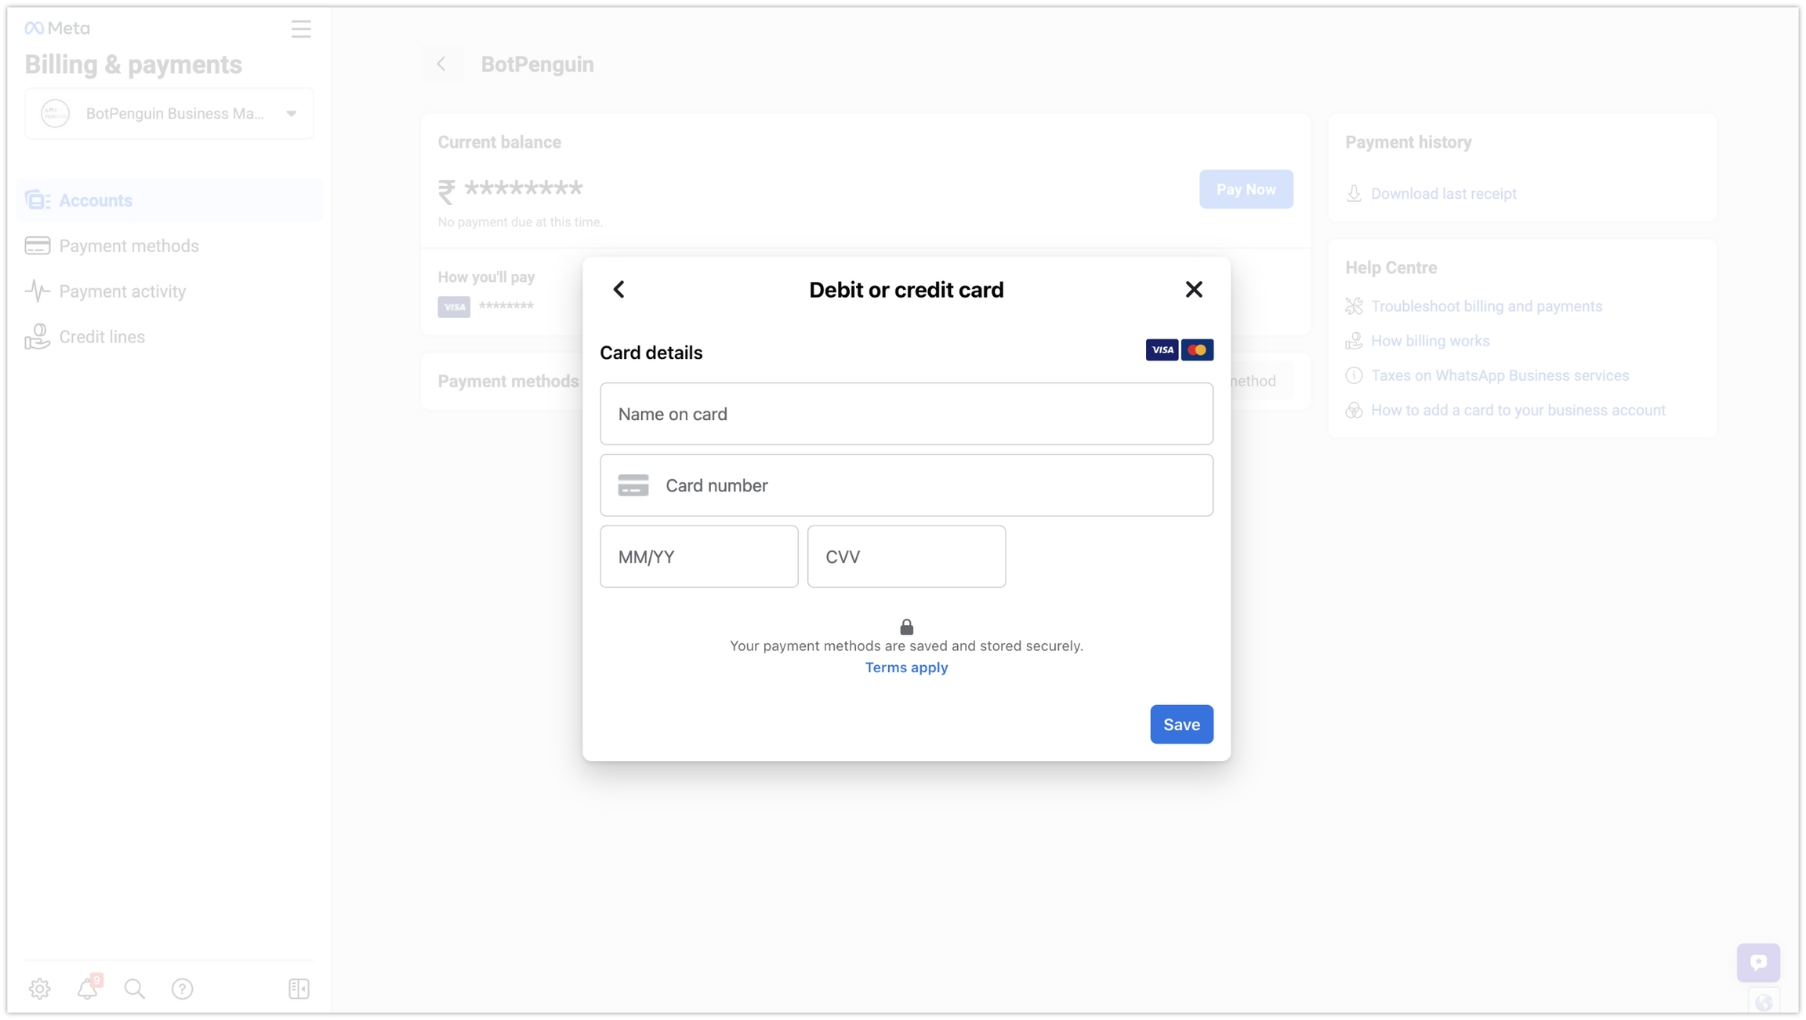 Meta
Billing & payments
BotPenguin Business Ma...
Accounts
Payment methods
Payment activity
Credit lines
9
BotPenguin
Current balance
₹ ********
No payment due at this time.
Pay Now
How you'll pay
VISA ********
Payment methods
method
Payment history
Download last receipt
Help Centre
Troubleshoot billing and payments
How billing works
Taxes on WhatsApp Business services
How to add a card to your business account
Debit or credit card
Card details
VISA
Name on card
Card number
MM/YY
CVV
Your payment methods are saved and stored securely.
Terms apply
Save